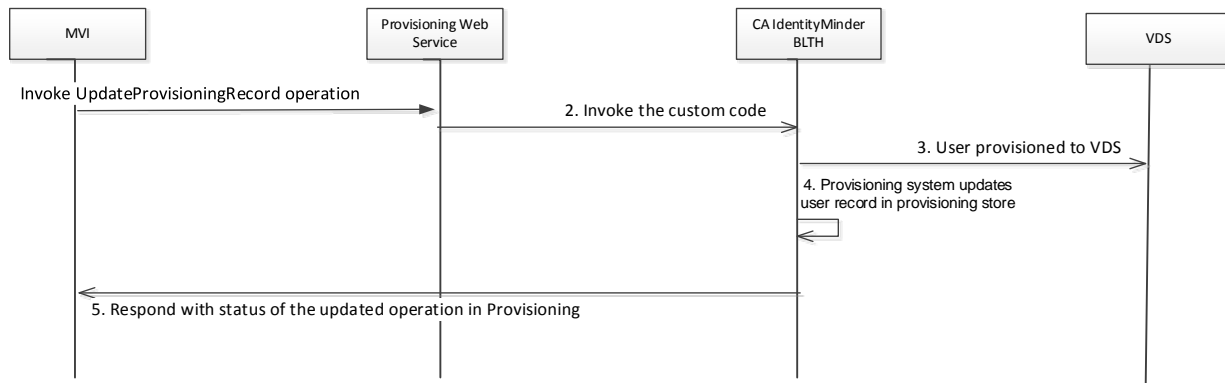 MVI
Provisioning Web
Service
CA IdentityMinder
BLTH
VDS
Invoke UpdateProvisioningRecord operation
2. Invoke the custom code
3. User provisioned to VDS
4. Provisioning system updates
user record in provisioning store
5. Respond with status of the updated operation in Provisioning